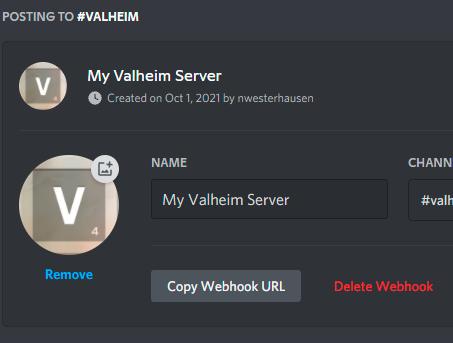 POSTING TO #VALHEIM
V
My Valheim Server
Created on Oct 1, 2021 by nwesterhausen
NAME
CHANN
V
4
My Valheim Server
#valh
Remove
Copy Webhook URL
Delete Webhook